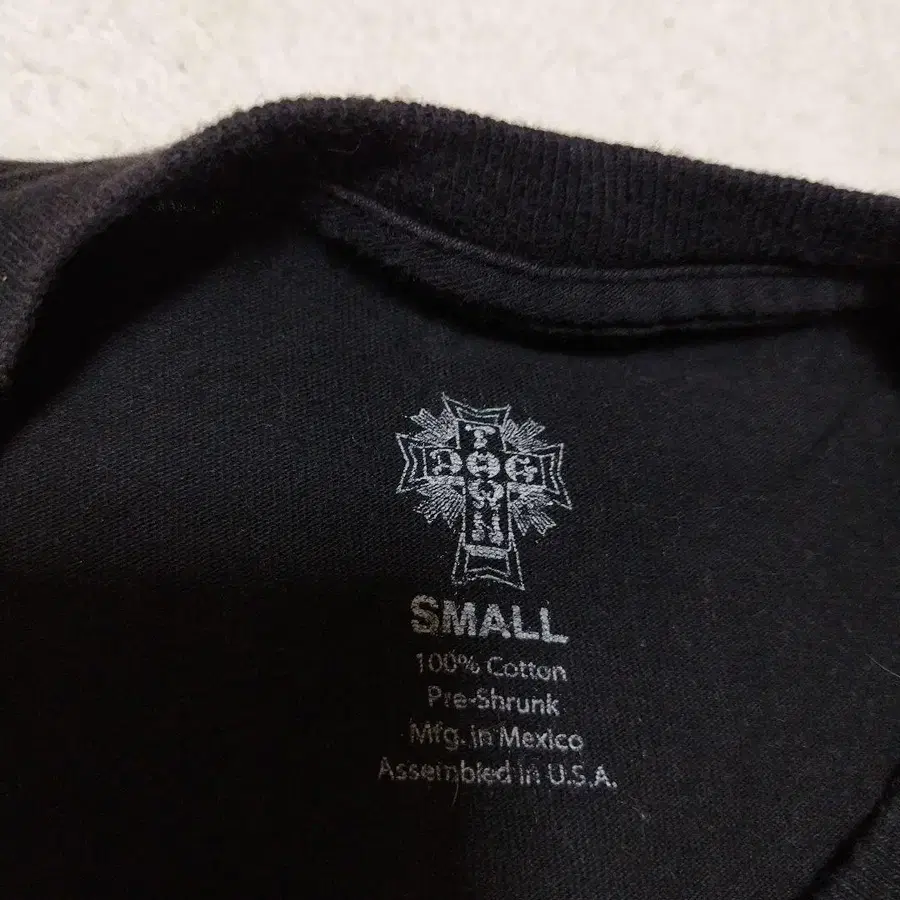 DOG
TOWN
SMALL
100% Cotton
Pre-Shrunk
Mfg. in Mexico
Assembled in U.S.A.